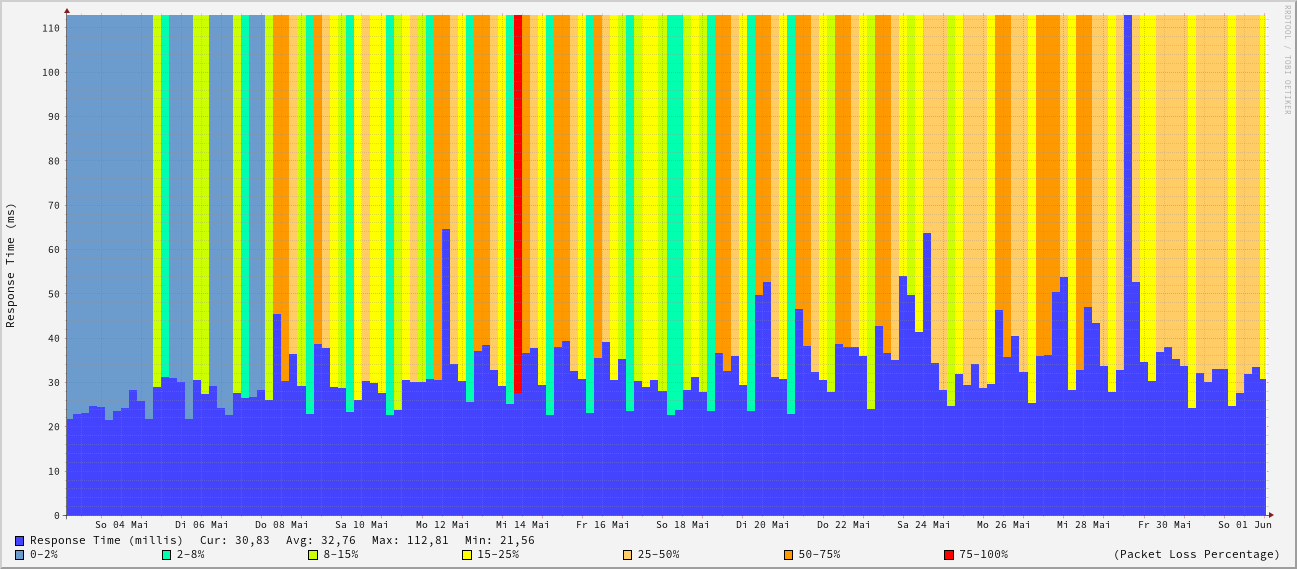 RRDTOOL / TOBI OETIKER
Response Time (ms)
110
100
90
80
70
60
50
40
30
20
10
0
So 04 Mai Di 06 Mai Do 08 Mai Sa 10 Mai Mo 12 Mai Mi 14 Mai Fr 16 Mai So 18 Mai Di 20 Mai Do 22 Mai Sa 24 Mai Mo 26 Mai Mi 28 Mai Fr 30 Mai So 01 Jun
Response Time (millis) Cur: 30,83 Avg: 32,76 Max: 112,81 Min: 21,56
0-2% 2-8% 8-15% 15-25% 25-50% 50-75% 75-100% (Packet Loss Percentage)